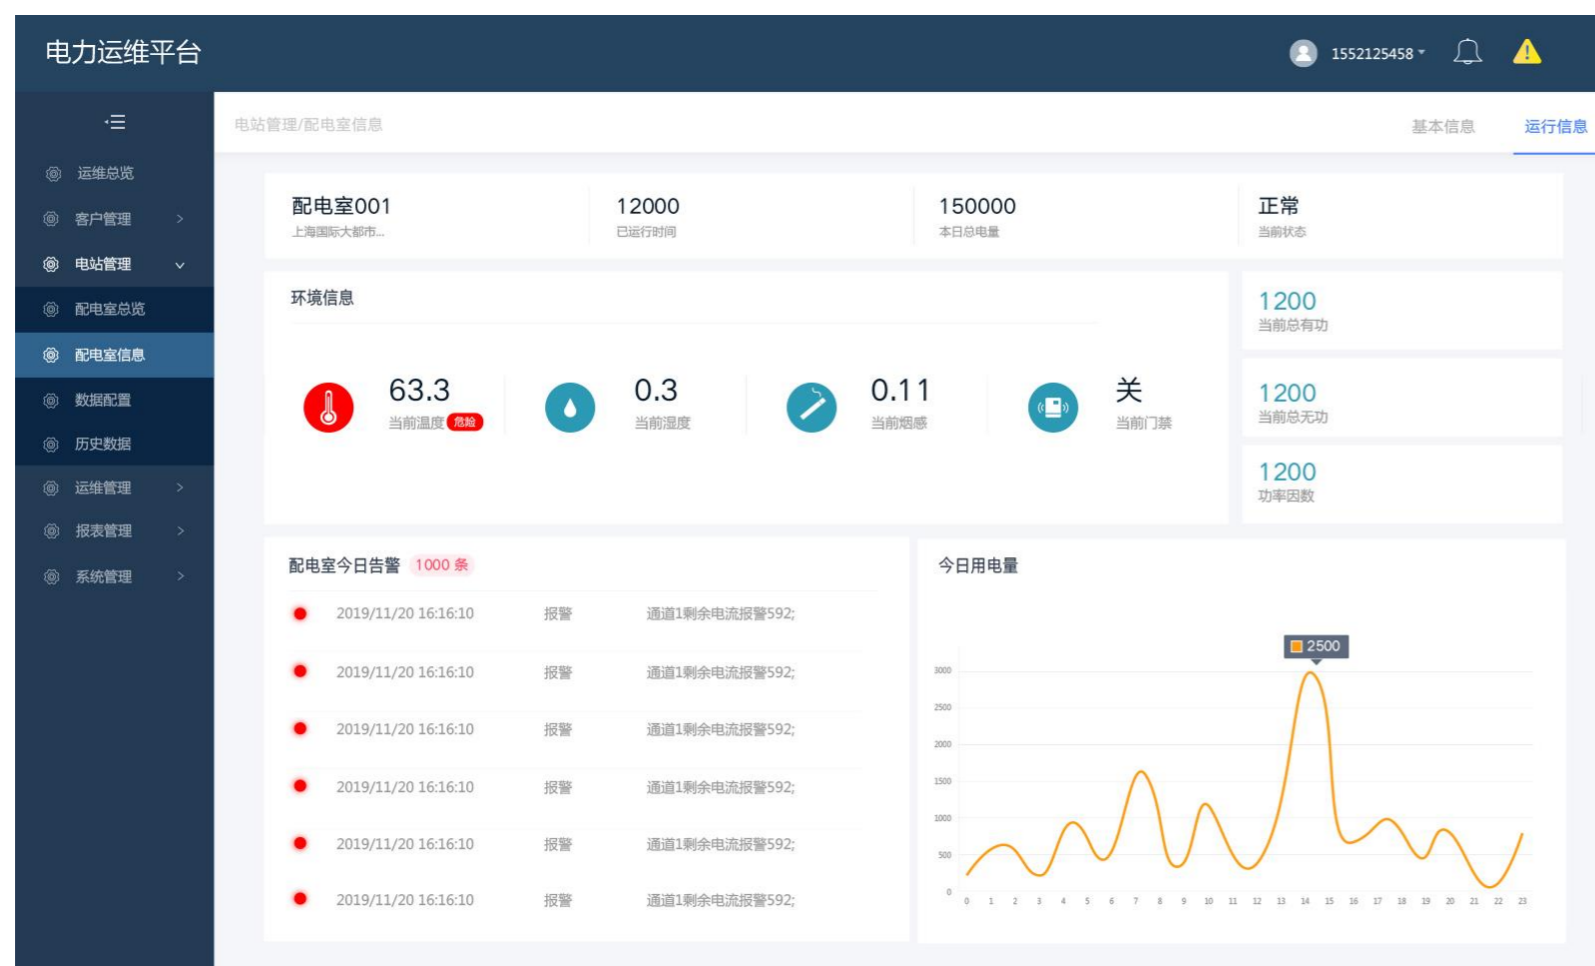 电力运维平台
1552125458
电站管理/配电室信息
基本信息
运行信息
运维总览
客户管理
电站管理
配电室总览
配电室信息
数据配置
历史数据
运维管理
报表管理
系统管理
配电室001
上海国际大都市...
12000
已运行时间
150000
本日总电量
正常
当前状态
环境信息
63.3
当前温度 危险
0.3
当前湿度
0.11
当前烟感
关
当前门禁
1200
当前总有功
1200
当前总无功
1200
功率因数
配电室今日告警 1000 条
2019/11/20 16:16:10 报警 通道1剩余电流报警592;
2019/11/20 16:16:10 报警 通道1剩余电流报警592;
2019/11/20 16:16:10 报警 通道1剩余电流报警592;
2019/11/20 16:16:10 报警 通道1剩余电流报警592;
2019/11/20 16:16:10 报警 通道1剩余电流报警592;
2019/11/20 16:16:10 报警 通道1剩余电流报警592;
今日用电量
2500
3000
2500
2000
1500
1000
500
0
0 1 2 3 4 5 6 7 8 9 10 11 12 13 14 15 16 17 18 19 20 21 22 23